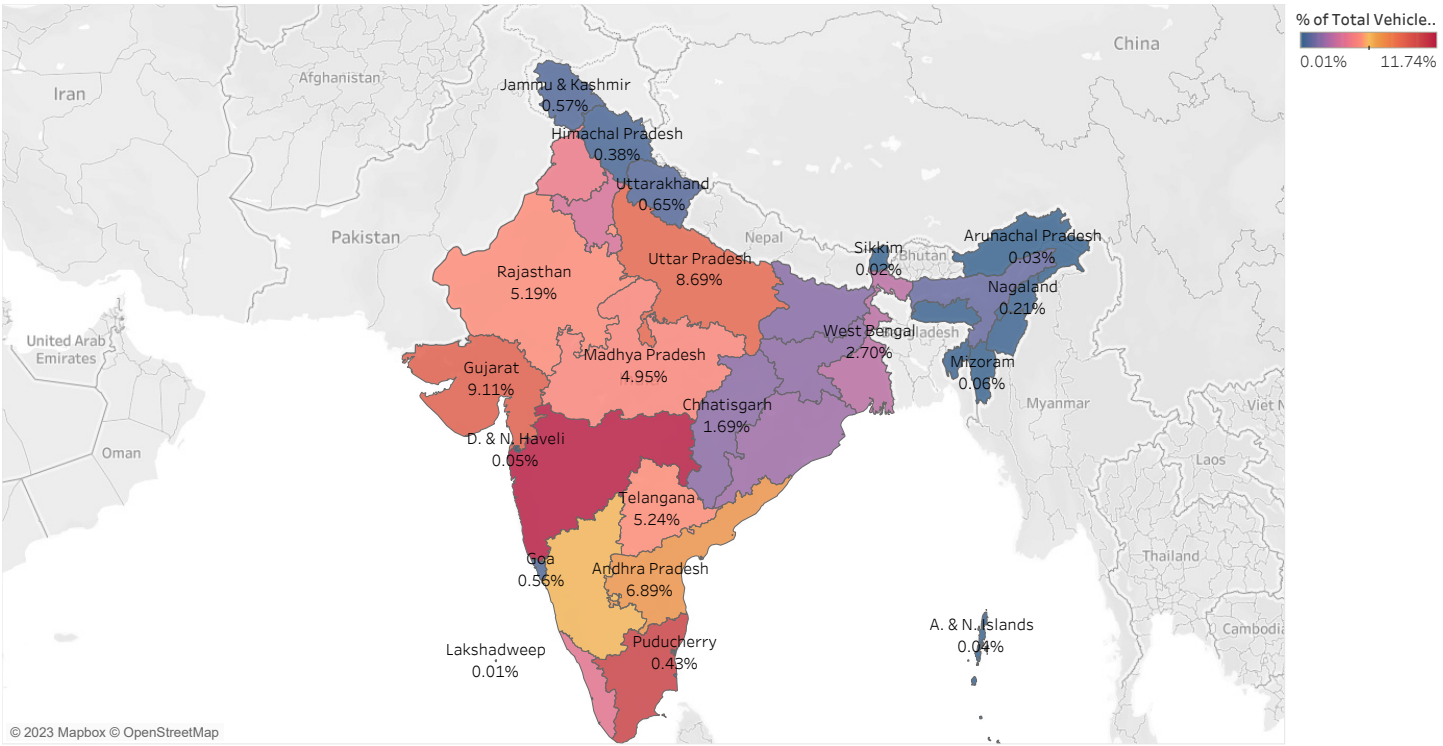 % of Total Vehicle..
0.01%
11.74%
China
Afghanistan
Iran
Jammu & Kashmir
0.57%
Himachal Pradesh
0.38%
Uttarakhand
0.65%
Pakistan
Nepal
Sikkim
0.02%
Bhutan
Arunachal Pradesh
0.03%
Rajasthan
5.19%
Uttar Pradesh
8.69%
Nagaland
0.21%
United Arab
Emirates
West Bengal
2.70%
Madhya Pradesh
4.95%
Gujarat
9.11%
Mizoram
0.06%
Myanmar
Viet N
Chhatisgarh
1.69%
D. & N. Haveli
0.05%
Oman
Laos
Telangana
5.24%
Thailand
Goa
0.56%
Andhra Pradesh
6.89%
A. & N. Islands
0.04%
Cambodia
Puducherry
0.43%
Lakshadweep
0.01%
© 2023 Mapbox © OpenStreetMap